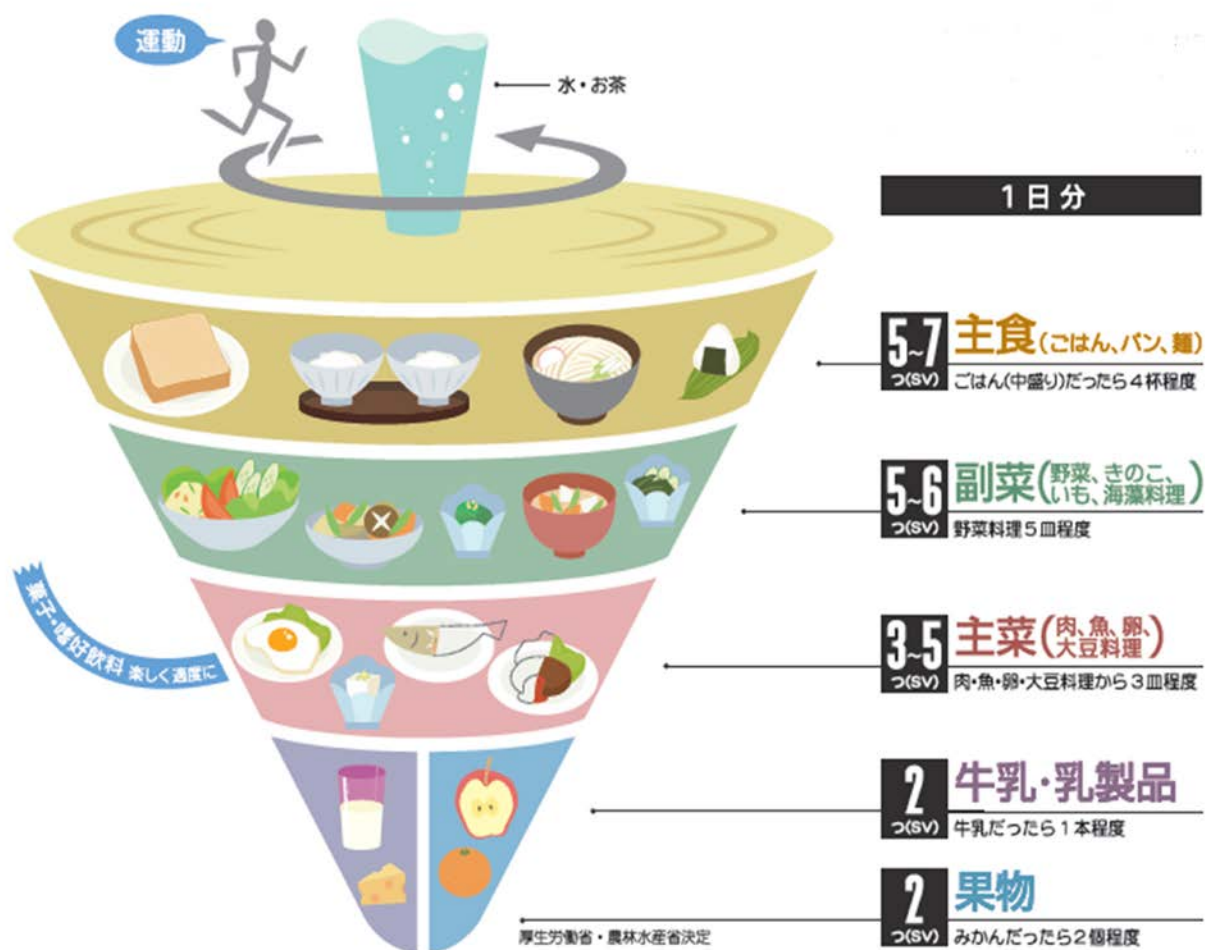 運動
水・お茶
1日分
5~7
つ(SV)
主食(ごはん、パン、麺)
ごはん(中盛り)だったら4杯程度
5~6
つ(SV)
副菜(野菜、きのこ、
いも、海藻料理)
野菜料理5皿程度
菓子・嗜好飲料 楽しく適度に
3~5
つ(SV)
主菜(肉、魚、卵、
大豆料理)
肉・魚・卵・大豆料理から3皿程度
2
つ(SV)
牛乳・乳製品
牛乳だったら1本程度
2
つ(SV)
果物
みかんだったら2個程度
厚生労働省・農林水産省決定